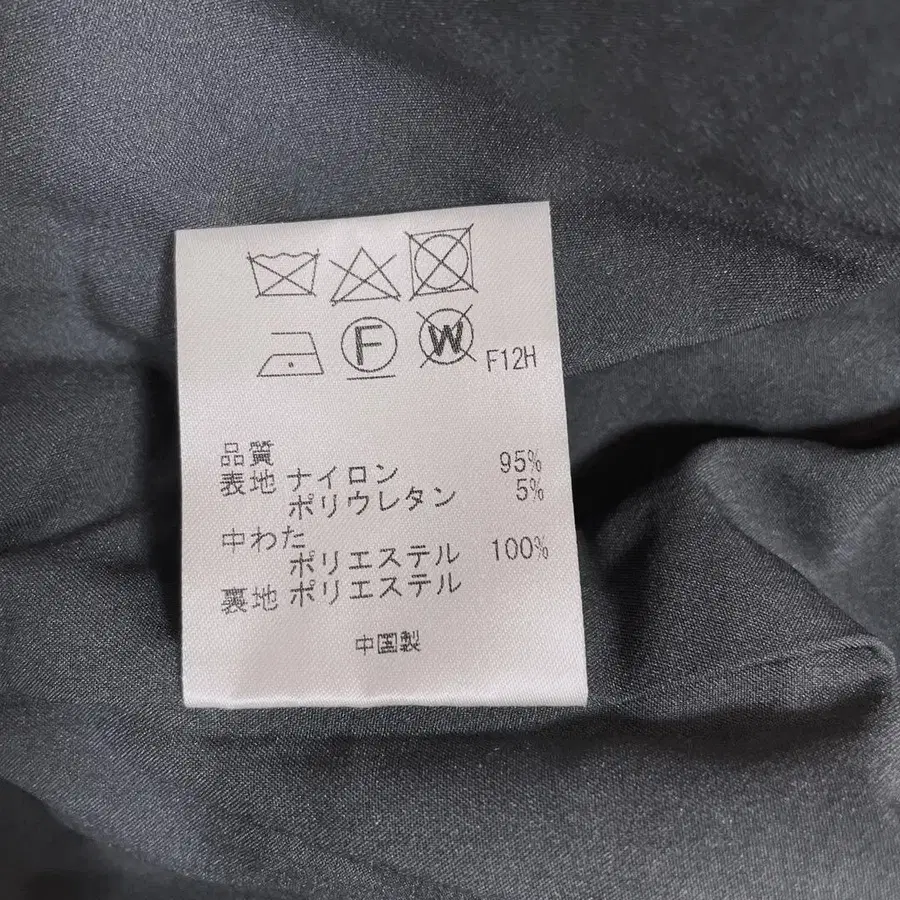 F W F12H
品質
表地 ナイロン 95%
ポリウレタン 5%
中わた
ポリエステル 100%
裏地 ポリエステル
中国製